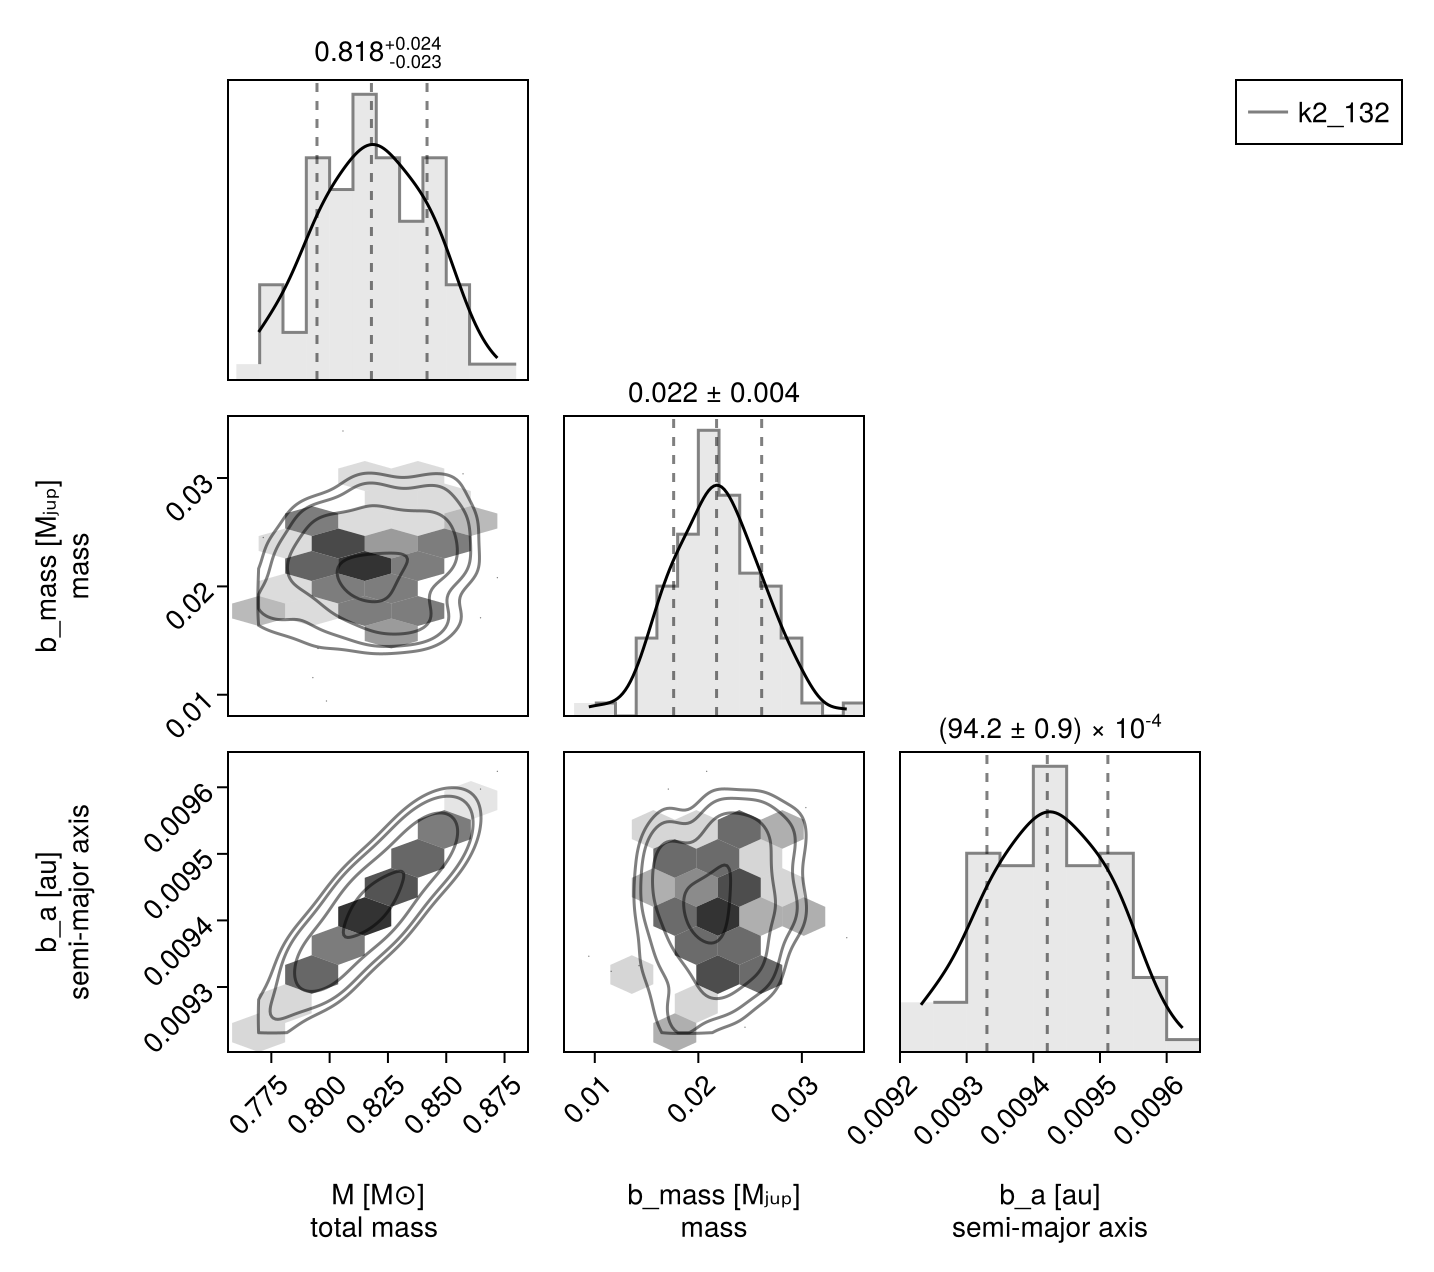 0.818+0.024-0.023
k2_132
0.022 ± 0.004
b_mass [Mⱼᵤₚ]
mass
0.03
0.02
0.01
(94.2 ± 0.9) × 10-4
b_a [au]
semi-major axis
0.0096
0.0095
0.0094
0.0093
0.775 0.800 0.825 0.850 0.875
0.01 0.02 0.03
0.0092 0.0093 0.0094 0.0095 0.0096
M [M⊙]
total mass
b_mass [Mⱼᵤₚ]
mass
b_a [au]
semi-major axis